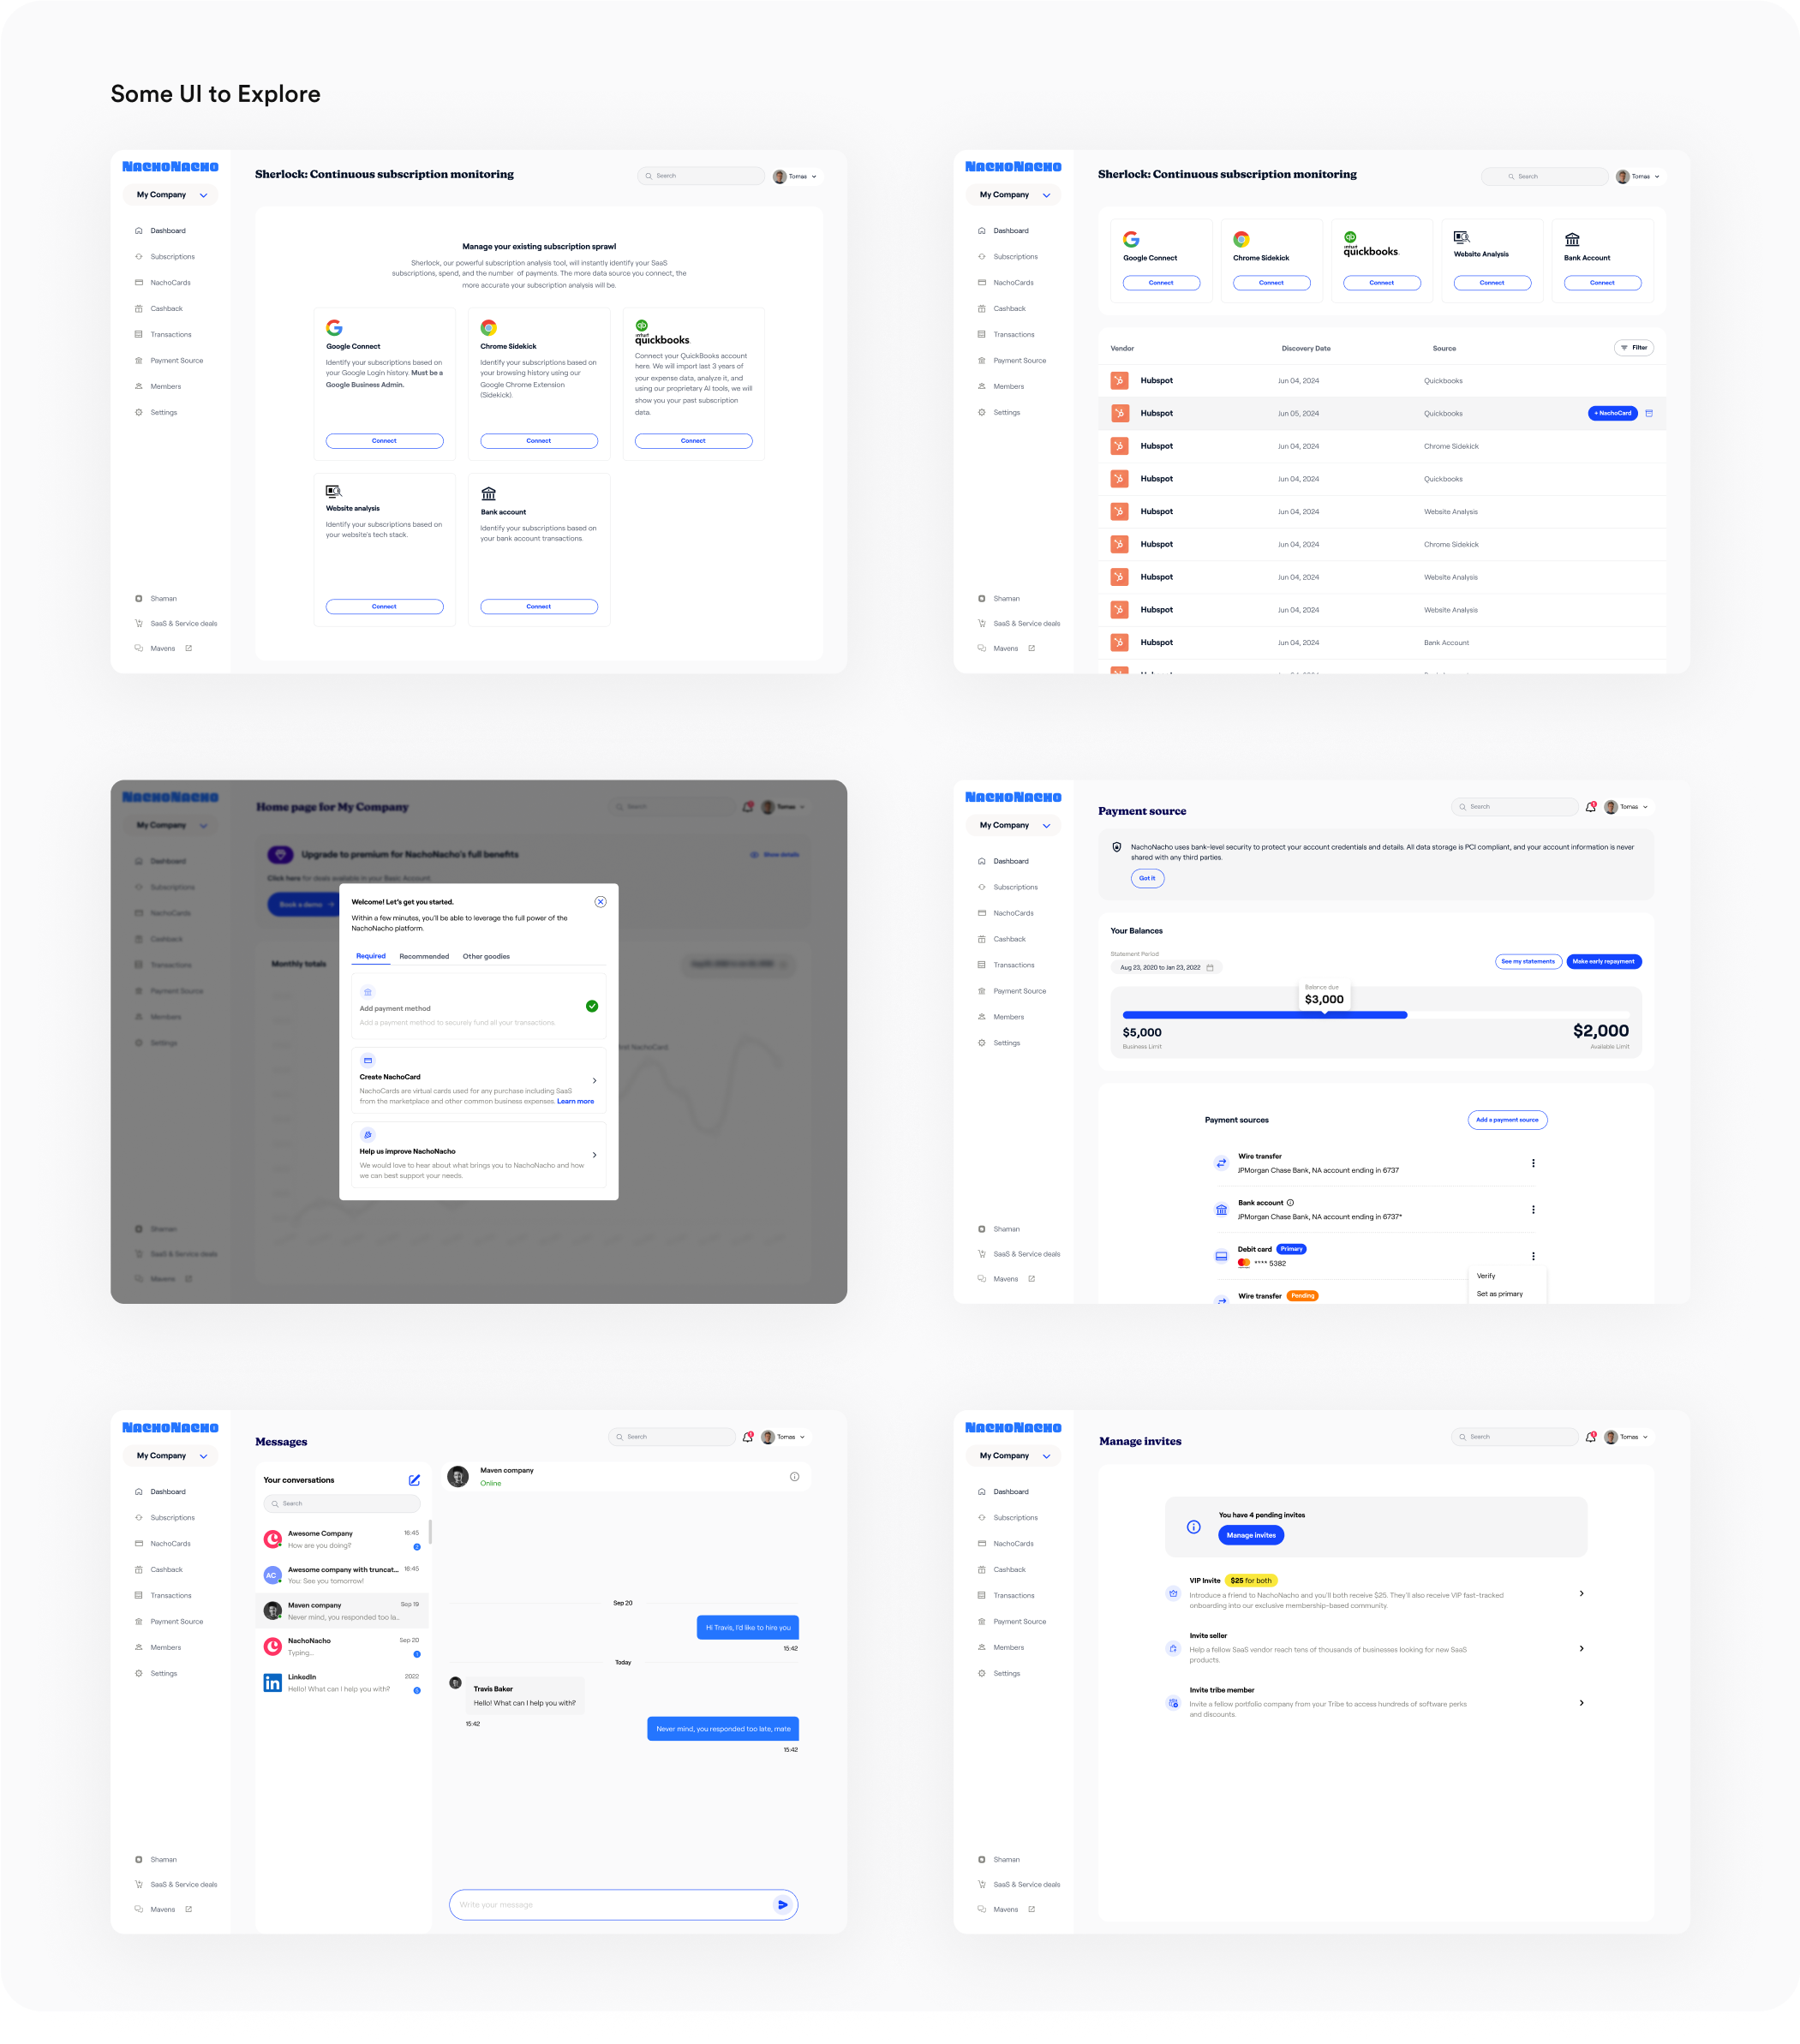 Some UI to Explore
NachoNacho
My Company
Dashboard
Subscriptions
NachoCards
Cashback
Transactions
Payment Source
Members
Settings
Shaman
SaaS & Service deals
Mavens
Sherlock: Continuous subscription monitoring
Search
Tomas
Manage your existing subscription sprawl
Sherlock, our powerful subscription analysis tool, will instantly identify your SaaS
subscriptions, spend, and the number of payments. The more data source you connect, the
more accurate your subscription analysis will be.
Google Connect
Identify your subscriptions based on
your Google Login history. Must be a
Google Business Admin.
Connect
Chrome Sidekick
Identify your subscriptions based on
your browsing history using our
Google Chrome Extension
(Sidekick).
Connect
qb
intuit
quickbooks.
Connect your QuickBooks account
here. We will import last 3 years of
your expense data, analyze it, and
using our proprietary AI tools, we will
show you your past subscription
data.
Connect
Website analysis
Identify your subscriptions based on
your website's tech stack.
Connect
Bank account
Identify your subscriptions based on
your bank account transactions.
Connect
NachoNacho
My Company
Dashboard
Subscriptions
NachoCards
Cashback
Transactions
Payment Source
Members
Settings
Shaman
SaaS & Service deals
Mavens
Sherlock: Continuous subscription monitoring
Search
Tomas
Google Connect
Connect
Chrome Sidekick
Connect
qb
intuit
quickbooks.
Connect
Website Analysis
Connect
Bank Account
Connect
Vendor Discovery Date Source Filter
Hubspot Jun 04, 2024 Quickbooks
Hubspot Jun 05, 2024 Quickbooks + NachoCard
Hubspot Jun 04, 2024 Chrome Sidekick
Hubspot Jun 04, 2024 Quickbooks
Hubspot Jun 04, 2024 Website Analysis
Hubspot Jun 04, 2024 Chrome Sidekick
Hubspot Jun 04, 2024 Website Analysis
Hubspot Jun 04, 2024 Website Analysis
Hubspot Jun 04, 2024 Bank Account
NachoNacho
My Company
Dashboard
Subscriptions
NachoCards
Cashback
Transactions
Payment Source
Members
Settings
Shaman
SaaS & Service deals
Mavens
Home page for My Company
Search
Tomas
Upgrade to premium for NachoNacho's full benefits
Show details
Click here for deals available in your Basic Account.
Book a demo
Monthly totals
Welcome! Let's get you started.
Within a few minutes, you'll be able to leverage the full power of the
NachoNacho platform.
Required Recommended Other goodies
Add payment method
Add a payment method to securely fund all your transactions.
Create NachoCard
NachoCards are virtual cards used for any purchase including SaaS
from the marketplace and other common business expenses. Learn more
Help us improve NachoNacho
We would love to hear about what brings you to NachoNacho and how
we can best support your needs.
NachoNacho
My Company
Dashboard
Subscriptions
NachoCards
Cashback
Transactions
Payment Source
Members
Settings
Shaman
SaaS & Service deals
Mavens
Payment source
Search
Tomas
NachoNacho uses bank-level security to protect your account credentials and details. All data storage is PCI compliant, and your account information is never
shared with any third parties.
Got it
Your Balances
Statement Period
Aug 23, 2020 to Jan 23, 2022
See my statements
Make early repayment
Balance due
$3,000
$5,000
Business Limit
$2,000
Available Limit
Payment sources
Add a payment source
Wire transfer
JPMorgan Chase Bank, NA account ending in 6737
Bank account
JPMorgan Chase Bank, NA account ending in 6737*
Debit card Primary
**** 5382
Wire transfer Pending
Verify
Set as primary
NachoNacho
My Company
Dashboard
Subscriptions
NachoCards
Cashback
Transactions
Payment Source
Members
Settings
Shaman
SaaS & Service deals
Mavens
Messages
Search
Tomas
Your conversations
Search
Awesome Company 16:45
How are you doing?
AC
Awesome company with truncat... 16:45
You: See you tomorrow!
Maven company Sep 19
Never mind, you responded too la..
NachoNacho Sep 20
Typing...
in
LinkedIn 2022
Hello! What can I help you with?
Maven company
Online
Sep 20
Hi Travis, I'd like to hire you
15:42
Today
Travis Baker
Hello! What can I help you with?
15:42
Never mind, you responded too late, mate
15:42
Write your message
NachoNacho
My Company
Dashboard
Subscriptions
NachoCards
Cashback
Transactions
Payment Source
Members
Settings
Shaman
SaaS & Service deals
Mavens
Manage invites
Search
Tomas
You have 4 pending invites
Manage invites
VIP Invite $25 for both
Introduce a friend to NachoNacho and you'll both receive $25. They'll also receive VIP fast-tracked
onboarding into our exclusive membership-based community.
Invite seller
Help a fellow SaaS vendor reach tens of thousands of businesses looking for new SaaS
products.
Invite tribe member
Invite a fellow portfolio company from your Tribe to access hundreds of software perks
and discounts.